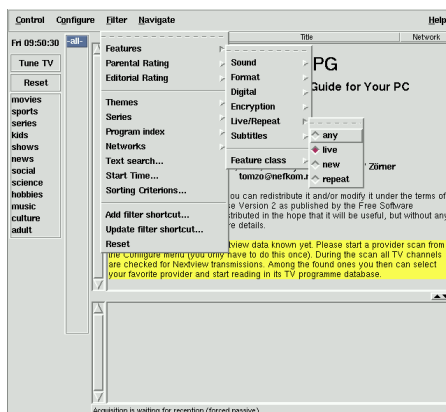 Control Configure Filter Navigate Help
Fri 09:50:30
-all-
Title
Network
Tune TV
Reset
movies
sports
series
kids
shows
news
social
science
hobbies
music
culture
adult
Features
Parental Rating
Editorial Rating
Themes
Series
Program index
Networks
Text search...
Start Time...
Sorting Criterions...
Add filter shortcut...
Update filter shortcut...
Reset
Sound
Format
Digital
Encryption
Live/Repeat
Subtitles
Feature class
any
live
new
repeat
PG
Guide for Your PC
Zörner
tomzo@nefkom.
ou can redistribute it and/or modify it under the terms of
e Version 2 as published by the Free Software
stributed in the hope that it will be useful, but without any
re details.
tview data known yet. Please start a provider scan from
the Configure menu (you only have to do this once). During the scan all TV channels
are checked for Nextview transmissions. Among the found ones you then can select
your favorite provider and start reading in its TV programme database.
Acquisition is waiting for reception (forced passive)